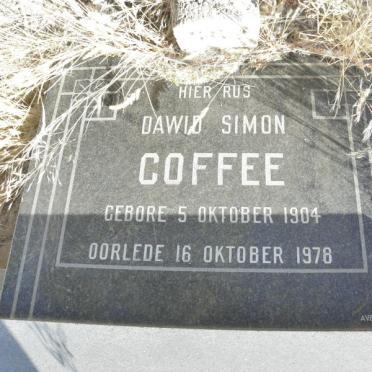 HIER RUS
DAWID SIMON
COFFEE
GEBORE 5 OKTOBER 1904
OORLEDE 16 OKTOBER 1978